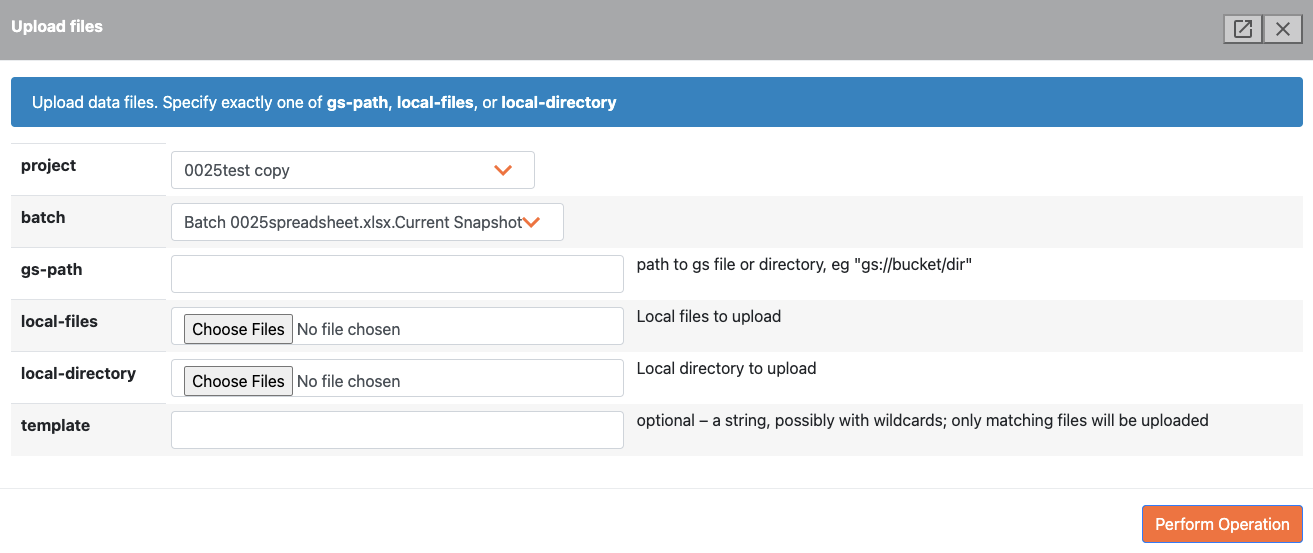 Upload files
Upload data files. Specify exactly one of gs-path, local-files, or local-directory
project
0025test copy
batch
Batch 0025spreadsheet.xlsx.Current Snapshot
gs-path
path to gs file or directory, eg "gs://bucket/dir"
local-files
Choose Files No file chosen
Local files to upload
local-directory
Choose Files No file chosen
Local directory to upload
template
optional – a string, possibly with wildcards; only matching files will be uploaded
Perform Operation